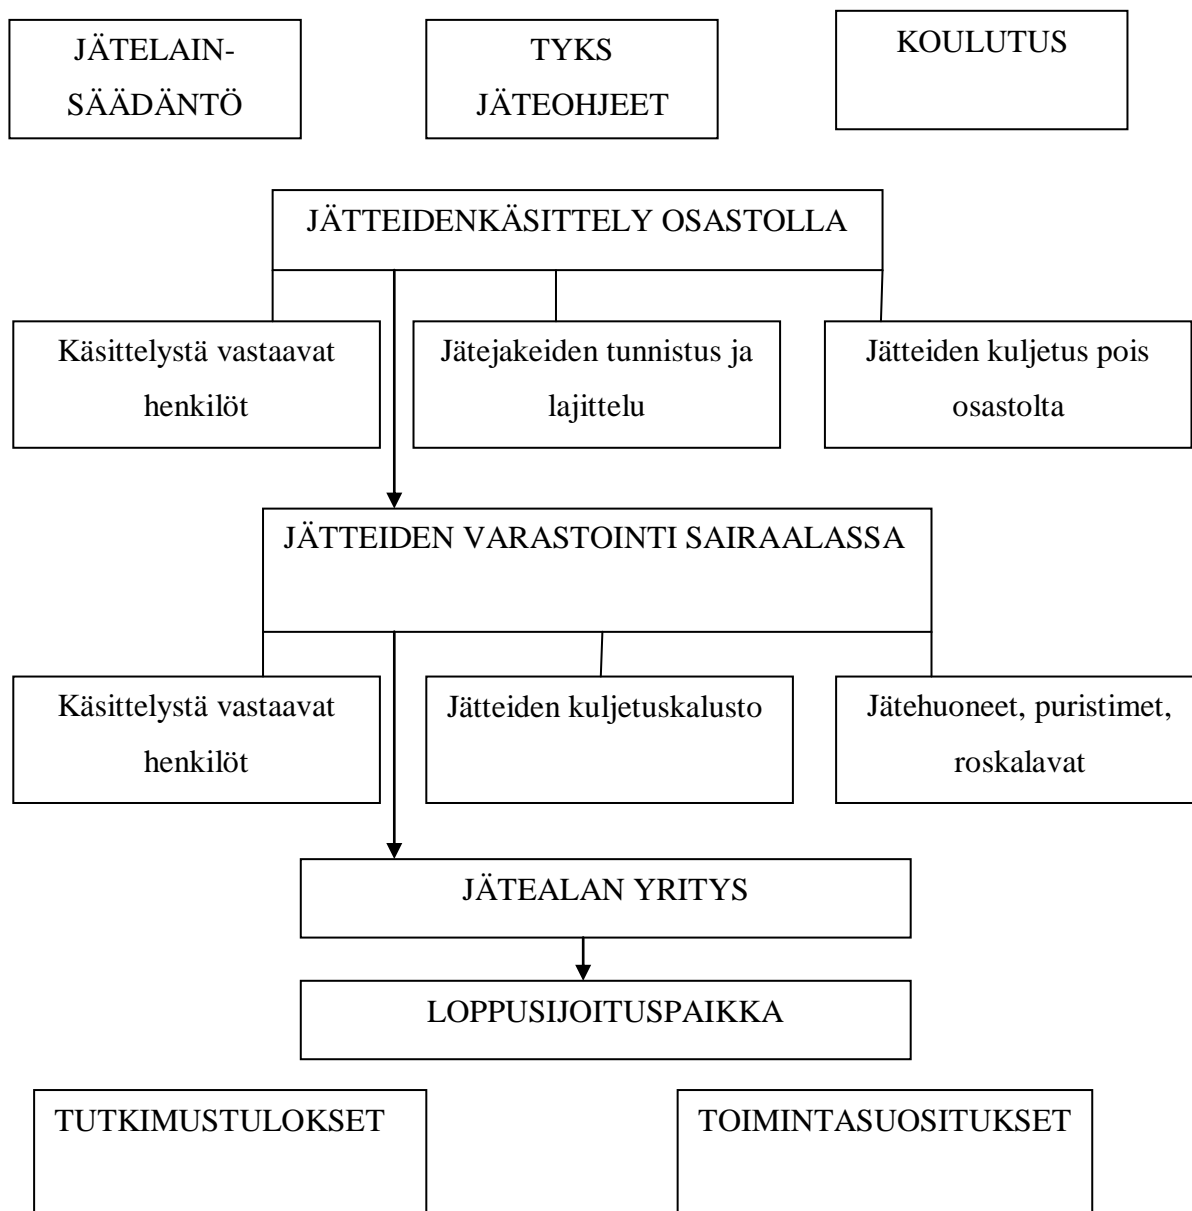 JÄTELAIN-
SÄÄDÄNTÖ
TYKS
JÄTEOHJEET
KOULUTUS
JÄTTEIDENKÄSITTELY OSASTOLLA
Käsittelystä vastaavat
henkilöt
Jätejakeiden tunnistus ja
lajittelu
Jätteiden kuljetus pois
osastolta
JÄTTEIDEN VARASTOINTI SAIRAALASSA
Käsittelystä vastaavat
henkilöt
Jätteiden kuljetuskalusto
Jätehuoneet, puristimet,
roskalavat
JÄTEALAN YRITYS
LOPPUSIJOITUSPAIKKA
TUTKIMUSTULOKSET
TOIMINTASUOSITUKSET